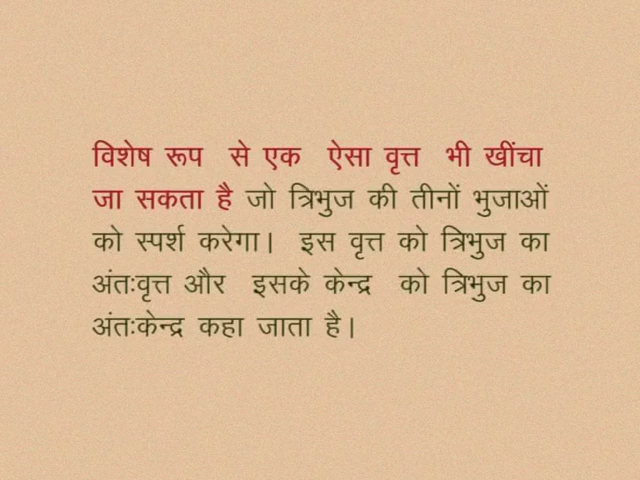 विशेष रूप से एक ऐसा वृत्त भी खींचा
जा सकता है जो त्रिभुज की तीनों भुजाओं
को स्पर्श करेगा। इस वृत्त को त्रिभुज का
अंतःवृत्त और इसके केन्द्र को त्रिभुज का
अंतःकेन्द्र कहा जाता है।